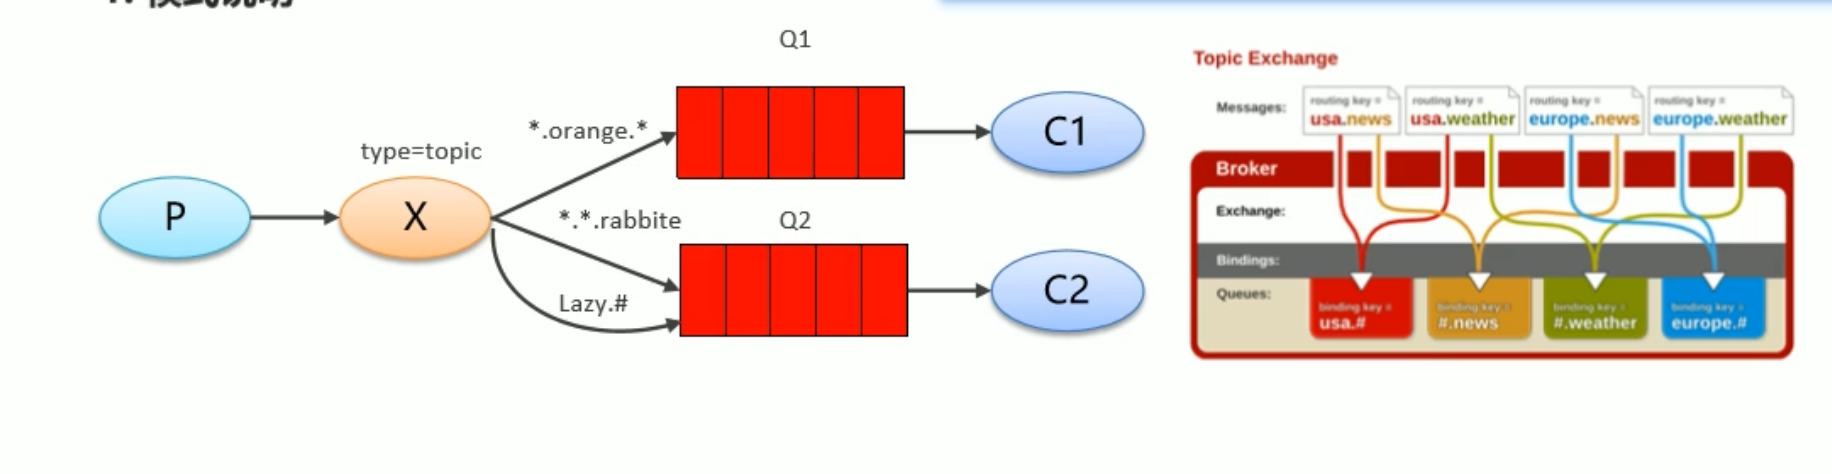 Q1
*.orange.*
C1
type=topic
P
X
*.*.rabbite
Q2
C2
Lazy.#
Topic Exchange
Messages:
routing key =
usa.news
routing key =
usa.weather
routing key =
europe.news
routing key =
europe.weather
Broker
Exchange:
Bindings:
Queues:
binding key =
usa.#
binding key =
#.news
binding key =
#.weather
binding key =
europe.#